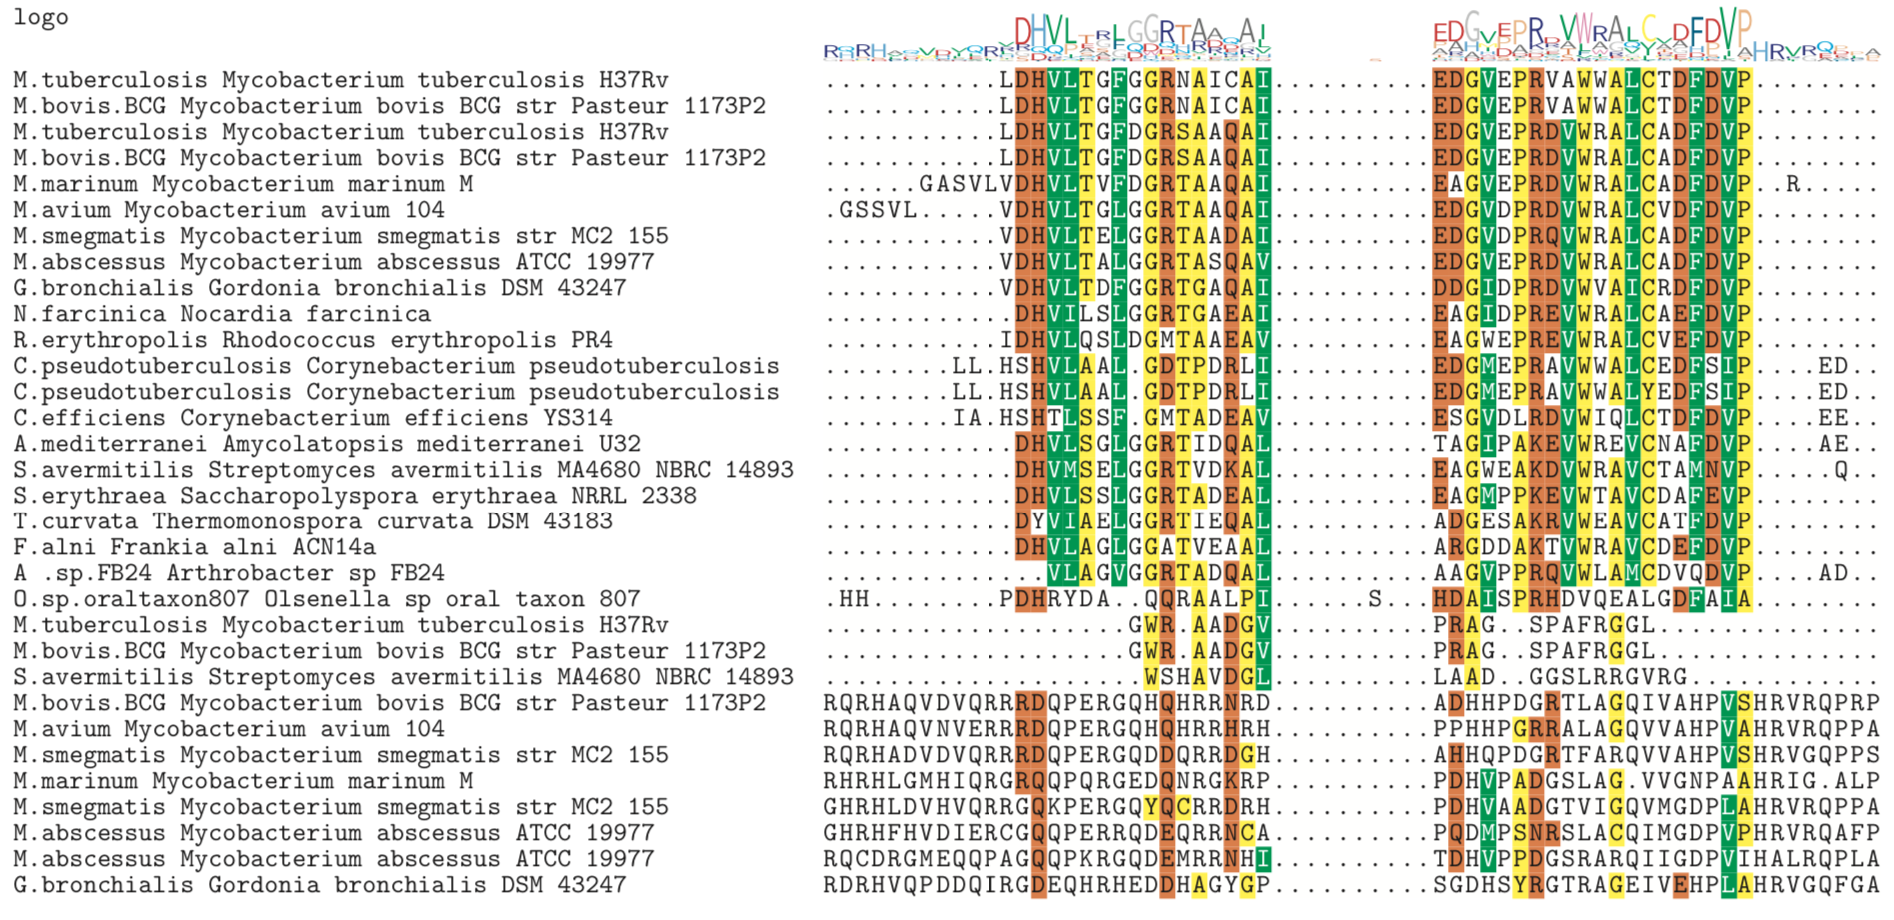 logo
M.tuberculosis Mycobacterium tuberculosis H37Rv ...........LDHVLTGFGGRNAICAI..........EDGVEPRVAWWALCTDFDVP........
M.bovis.BCG Mycobacterium bovis BCG str Pasteur 1173P2 ...........LDHVLTGFGGRNAICAI..........EDGVEPRVAWWALCTDFDVP........
M.tuberculosis Mycobacterium tuberculosis H37Rv ...........LDHVLTGFDGRSAAQAI..........EDGVEPRDVWRALCADFDVP........
M.bovis.BCG Mycobacterium bovis BCG str Pasteur 1173P2 ...........LDHVLTGFDGRSAAQAI..........EDGVEPRDVWRALCADFDVP........
M.marinum Mycobacterium marinum M ......GASVLVDHVLTVFDGRTAAQAI..........EAGVEPRDVWRALCADFDVP..R.....
M.avium Mycobacterium avium 104 .GSSVL.....VDHVLTGLGGRTAAQAI..........EDGVDPRDVWRALCVDFDVP........
M.smegmatis Mycobacterium smegmatis str MC2 155 ...........VDHVLTELGGRTAADAI..........EDGVDPRQVWRALCADFDVP........
M.abscessus Mycobacterium abscessus ATCC 19977 ...........VDHVLTALGGRTASQAV..........EDGVEPRDVWRALCADFDVP........
G.bronchialis Gordonia bronchialis DSM 43247 ...........VDHVLTDFGGRTGAQAI..........DDGIDPRDVWVAICRDFDVP........
N.farcinica Nocardia farcinica ............DHVILSLGGRTGAEAI..........EAGIDPREVWRALCAEFDVP........
R.erythropolis Rhodococcus erythropolis PR4 ...........IDHVLQSLDGMTAAEAV..........EAGWEPREVWRALCVEFDVP........
C.pseudotuberculosis Corynebacterium pseudotuberculosis ........LL.HSHVLAAL.GDTPDRLI..........EDGMEPRAVWWALCEDFSIP....ED..
C.pseudotuberculosis Corynebacterium pseudotuberculosis ........LL.HSHVLAAL.GDTPDRLI..........EDGMEPRAVWWALYEDFSIP....ED..
C.efficiens Corynebacterium efficiens YS314 ........IA.HSHTLSSF.GMTADEAV..........ESGVDLRDVWIQLCTDFDVP....EE..
A.mediterranei Amycolatopsis mediterranei U32 ............DHVLSGLGGRTIDQAL..........TAGIPAKEVWREVCNAFDVP....AE..
S.avermitilis Streptomyces avermitilis MA4680 NBRC 14893 ............DHVMSELGGRTVDKAL..........EAGWEAKDVWRAVCTAMNVP.....Q..
S.erythraea Saccharopolyspora erythraea NRRL 2338 ............DHVLSSLGGRTADEAL..........EAGMPPKEVWTAVCDAFEVP........
T.curvata Thermomonospora curvata DSM 43183 ............DYVIAELGGRTIEQAL..........ADGESAKRVWEAVCATFDVP........
F.alni Frankia alni ACN14a ............DHVLAGLGGATVEAAL..........ARGDDAKTVWRAVCDEFDVP........
A .sp.FB24 Arthrobacter sp FB24 ..............VLAGVGGRTADQAL..........AAGVPPRQVWLAMCDVQDVP....AD..
O.sp.oraltaxon807 Olsenella sp oral taxon 807 .HH........PDHRYDA..QQRAALPI......S...HDAISPRHDVQEALGDFAIA........
M.tuberculosis Mycobacterium tuberculosis H37Rv ...................GWR.AADGV..........PRAG..SPAFRGGL..............
M.bovis.BCG Mycobacterium bovis BCG str Pasteur 1173P2 ...................GWR.AADGV..........PRAG..SPAFRGGL..............
S.avermitilis Streptomyces avermitilis MA4680 NBRC 14893 ....................WSHAVDGL..........LAAD..GGSLRRGVRG............
M.bovis.BCG Mycobacterium bovis BCG str Pasteur 1173P2 RQRHAQVDVQRRRDQPERGQHQHRRNRD..........ADHHPDGRTLAGQIVAHPVSHRVRQPRP
M.avium Mycobacterium avium 104 RQRHAQVNVERRRDQPERGQHQHRRHRH..........PPHHPGRRALAGQVVAHPVAHRVRQPPA
M.smegmatis Mycobacterium smegmatis str MC2 155 RQRHADVDVQRRRDQPERGQDDQRRDGH..........AHHQPDGRTFARQVVAHPVSHRVGQPPS
M.marinum Mycobacterium marinum M RHRHLGMHIQRGRQQPQRGEDQNRGKRP..........PDHVPADGSLAG.VVGNPAAHRIG.ALP
M.smegmatis Mycobacterium smegmatis str MC2 155 GHRHLDVHVQRRGQKPERGQYQCRRDRH..........PDHVAADGTVIGQVMGDPLAHRVRQPPA
M.abscessus Mycobacterium abscessus ATCC 19977 GHRHFHVDIERCGQQPERRQDEQRRNCA..........PQDMPSNRSLACQIMGDPVPHRVRQAFP
M.abscessus Mycobacterium abscessus ATCC 19977 RQCDRGMEQQPAGQQPKRGQDEMRRNHI..........TDHVPPDGSRARQIIGDPVIHALRQPLA
G.bronchialis Gordonia bronchialis DSM 43247 RDRHVQPDDQIRGDEQHRHEDDHAGYGP..........SGDHSYRGTRAGEIVEHPLAHRVGQFGA